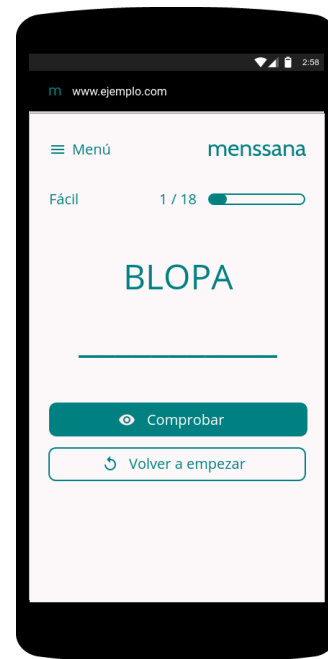 2:58
m www.ejemplo.com
Menú menssana
Fácil 1 / 18
BLOPA
Comprobar
Volver a empezar